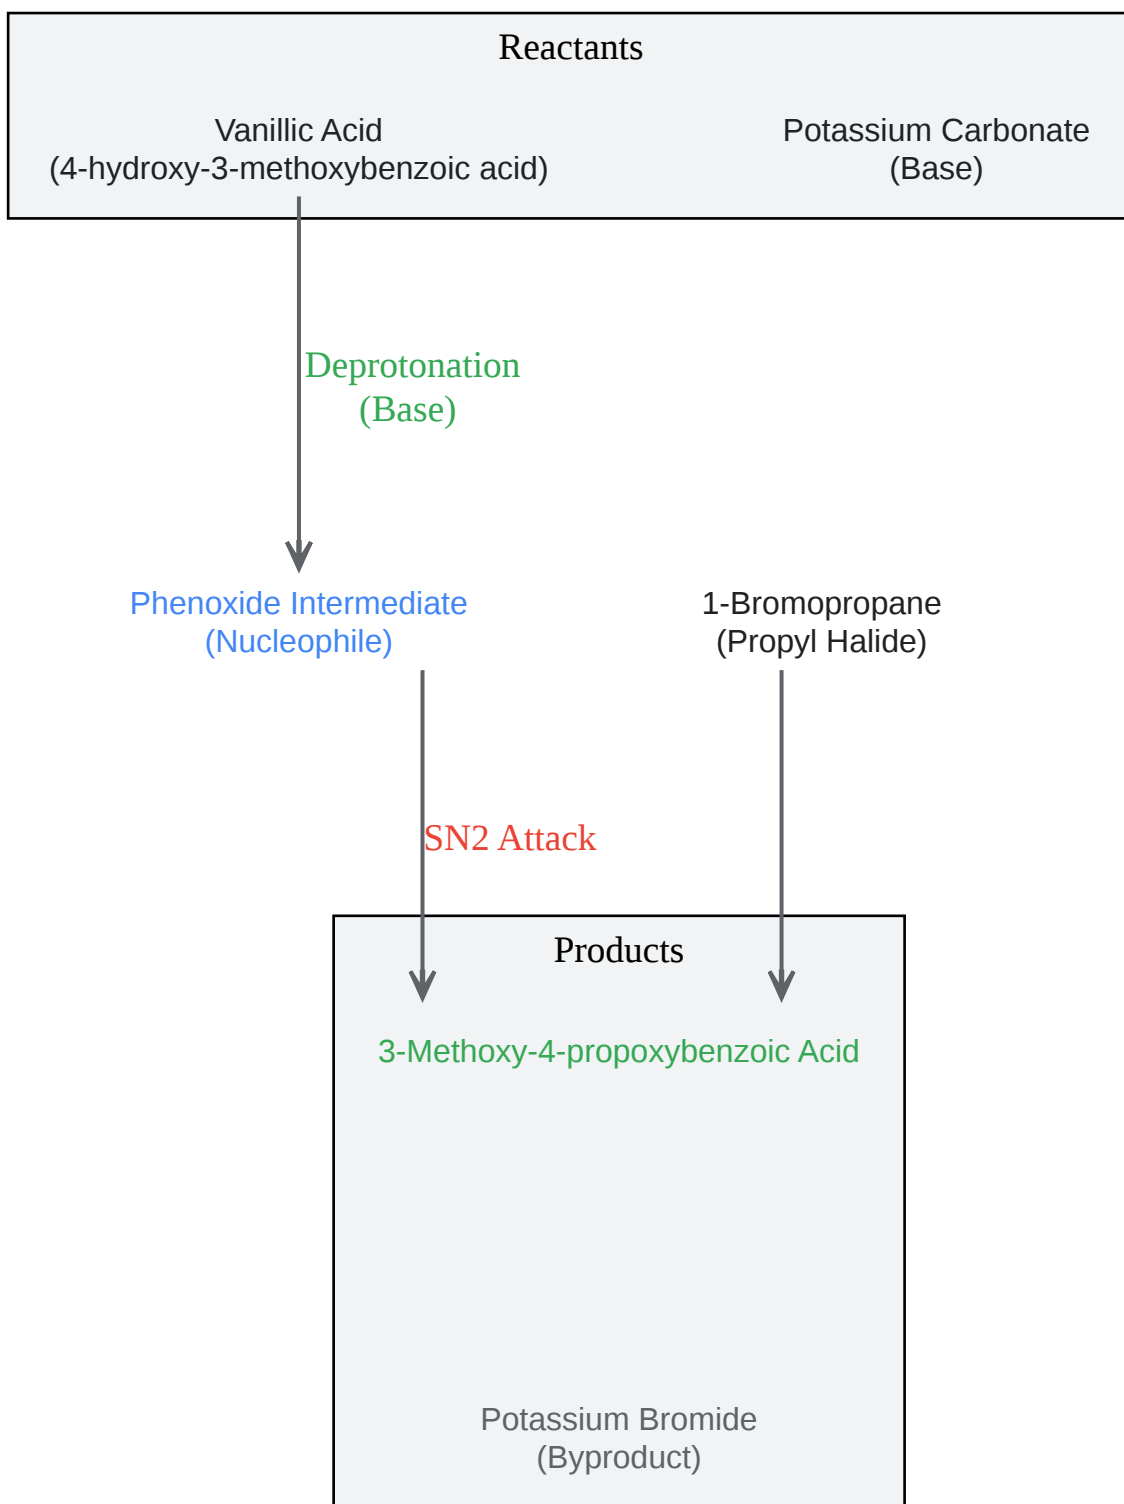 Reactants
Vanillic Acid
(4-hydroxy-3-methoxybenzoic acid)
Potassium Carbonate
(Base)
Deprotonation
(Base)
Phenoxide Intermediate
(Nucleophile)
1-Bromopropane
(Propyl Halide)
SN2 Attack
Products
3-Methoxy-4-propoxybenzoic Acid
Potassium Bromide
(Byproduct)